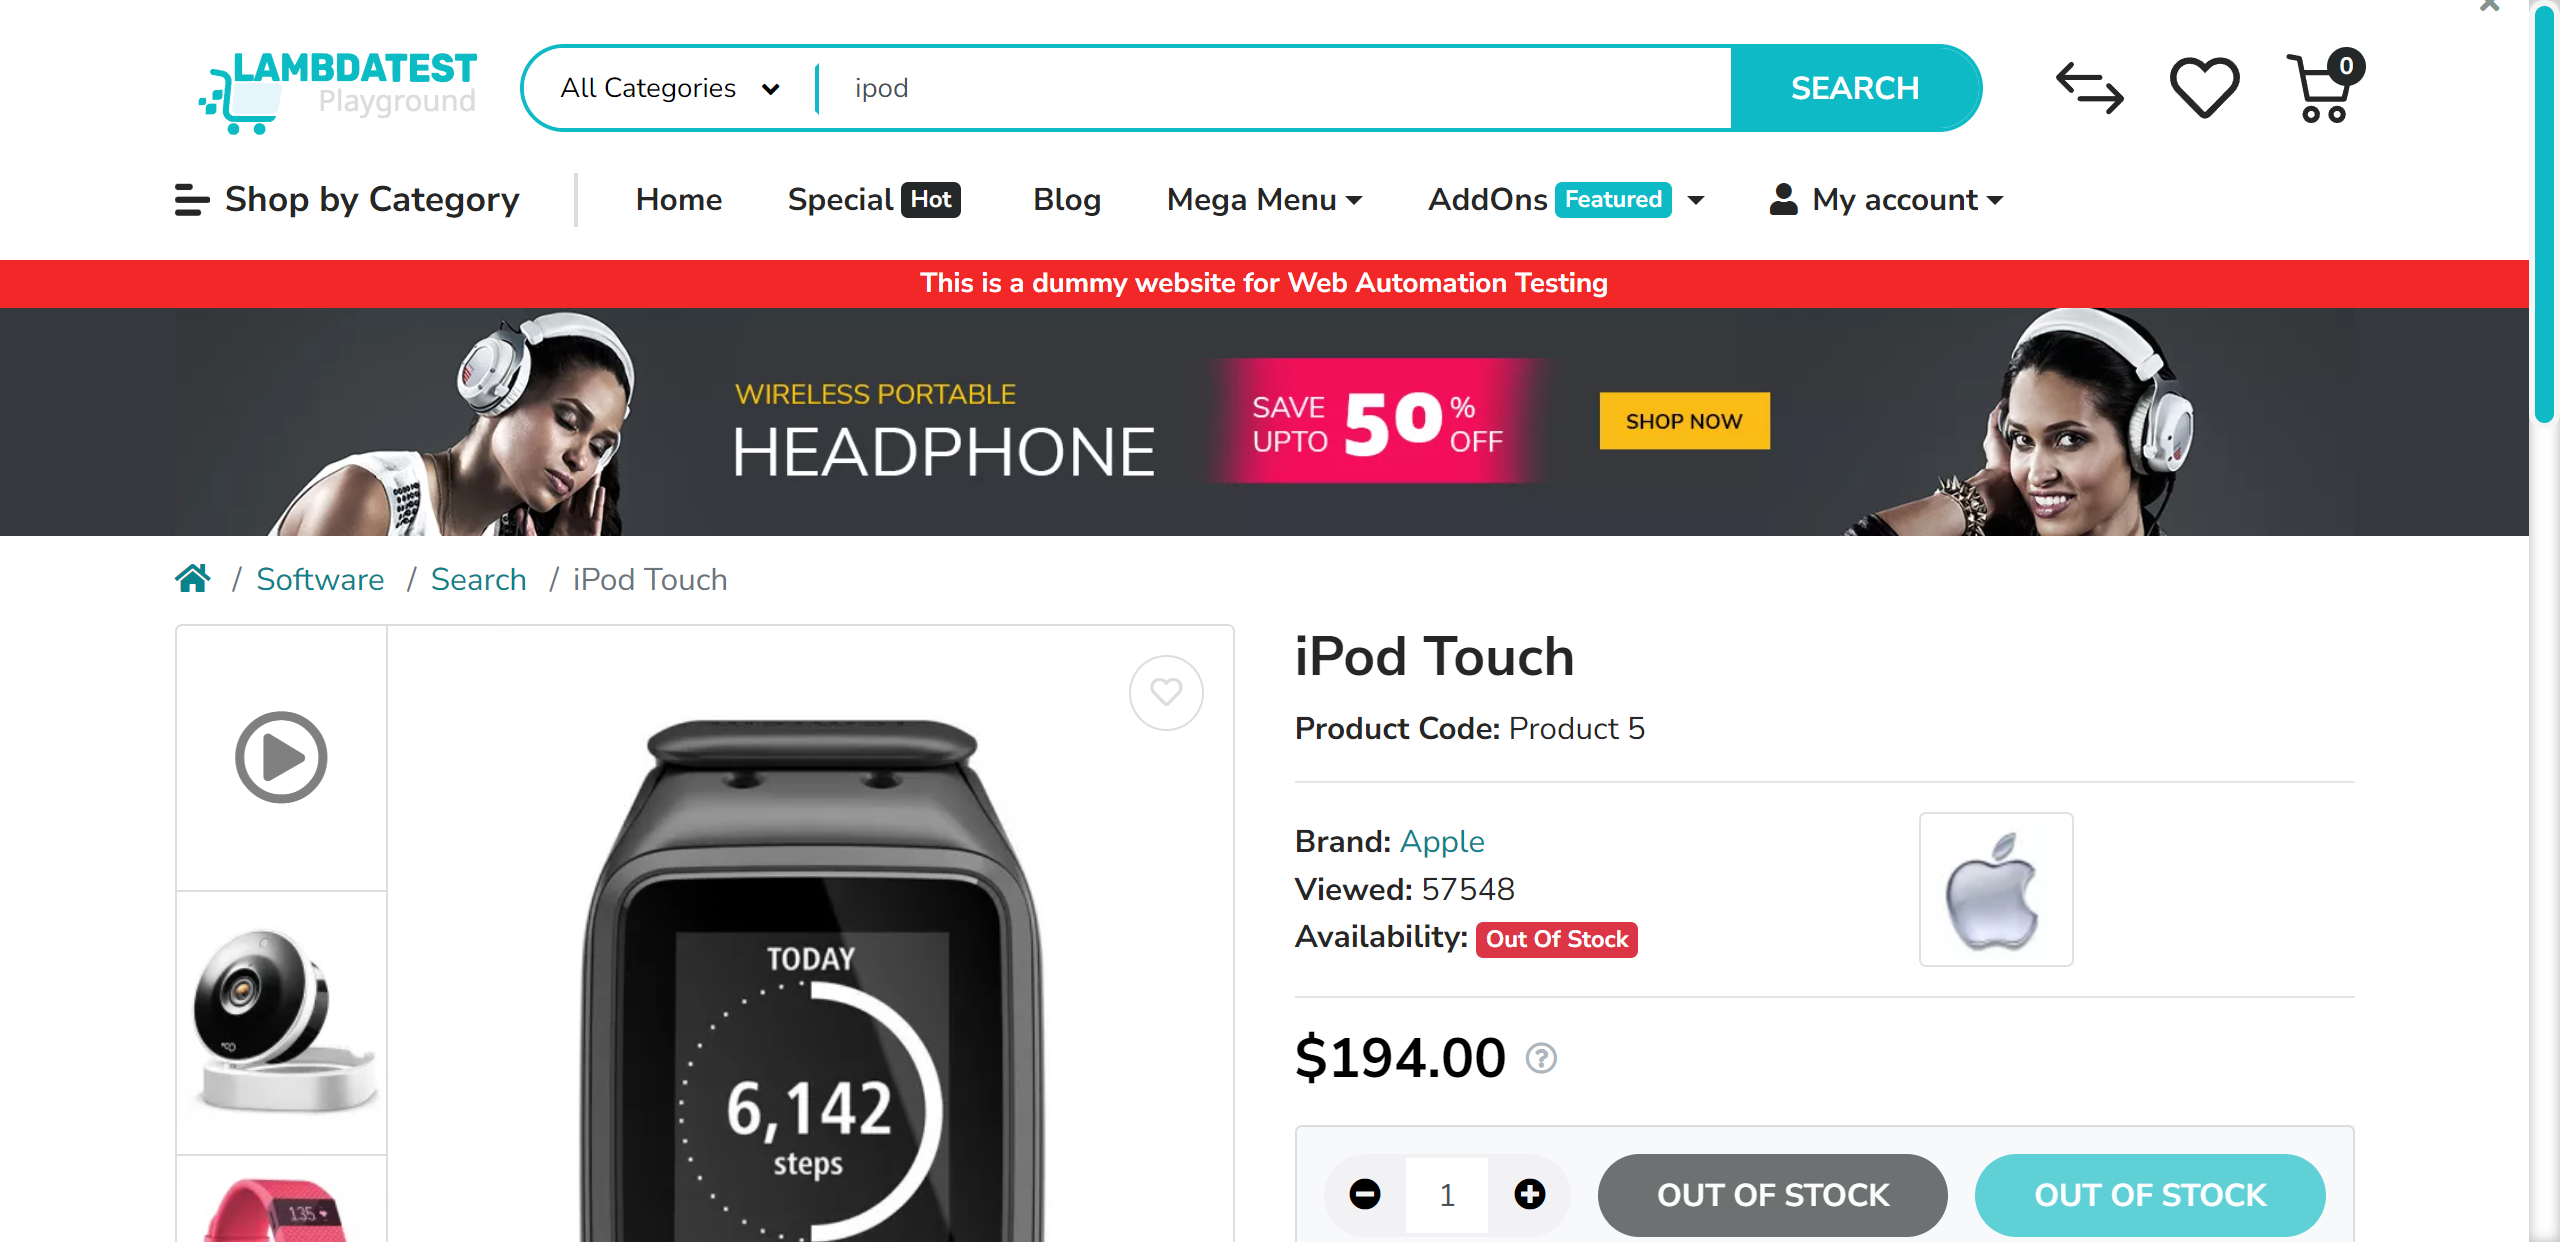 LAMBDATEST
Playground
All Categories
ipod
SEARCH
0
Shop by Category
Home
Special Hot
Blog
Mega Menu
AddOns Featured
My account
This is a dummy website for Web Automation Testing
WIRELESS PORTABLE
HEADPHONE
SAVE UPTO 50% OFF
SHOP NOW
/ Software / Search / iPod Touch
TODAY
6,142
steps
135
iPod Touch
Product Code: Product 5
Brand: Apple
Viewed: 57548
Availability: Out Of Stock
$194.00
1
OUT OF STOCK
OUT OF STOCK